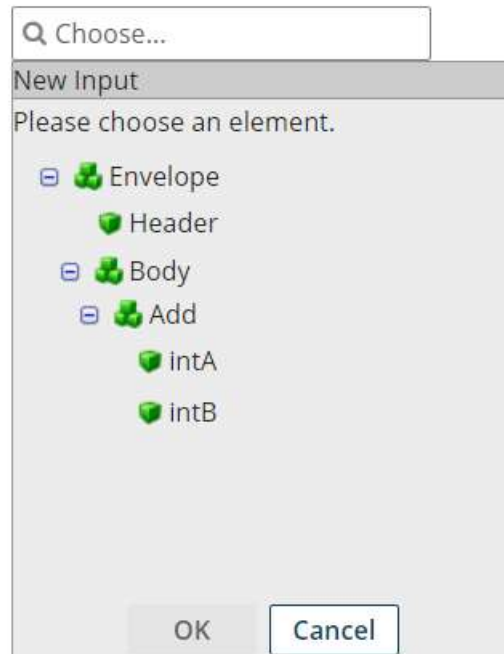 Choose...
New Input
Please choose an element.
Envelope
Header
Body
Add
intA
intB
OK Cancel